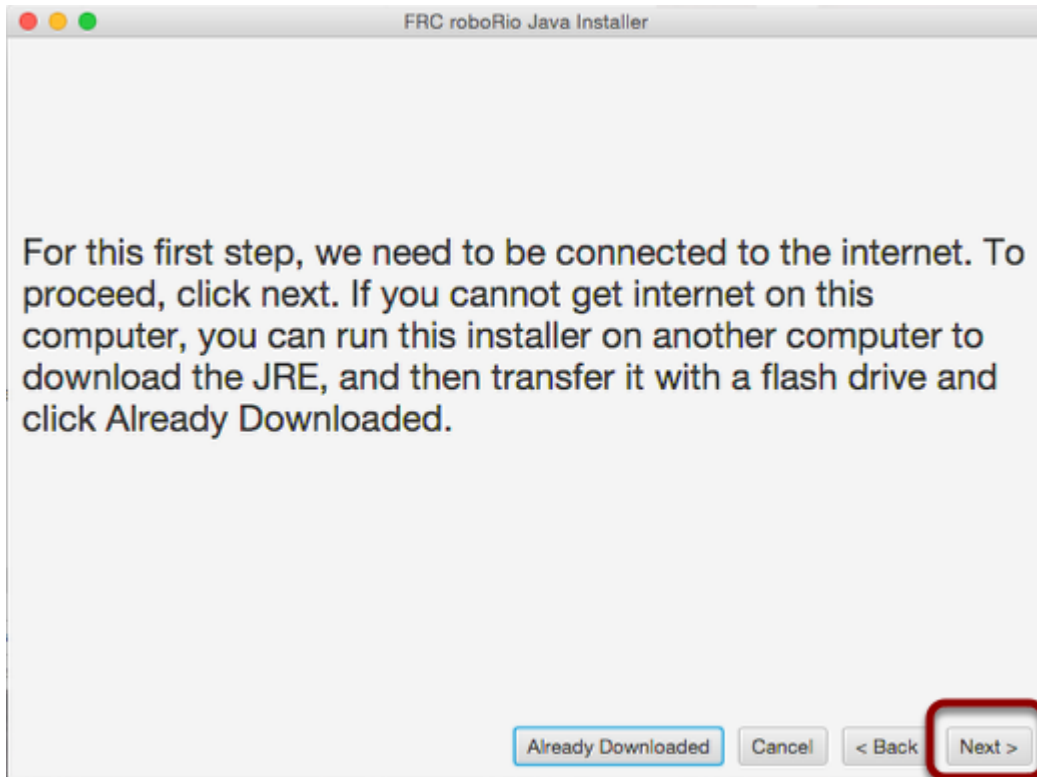 FRC roboRio Java Installer
For this first step, we need to be connected to the internet. To
proceed, click next. If you cannot get internet on this
computer, you can run this installer on another computer to
download the JRE, and then transfer it with a flash drive and
click Already Downloaded.
Already Downloaded Cancel < Back Next >